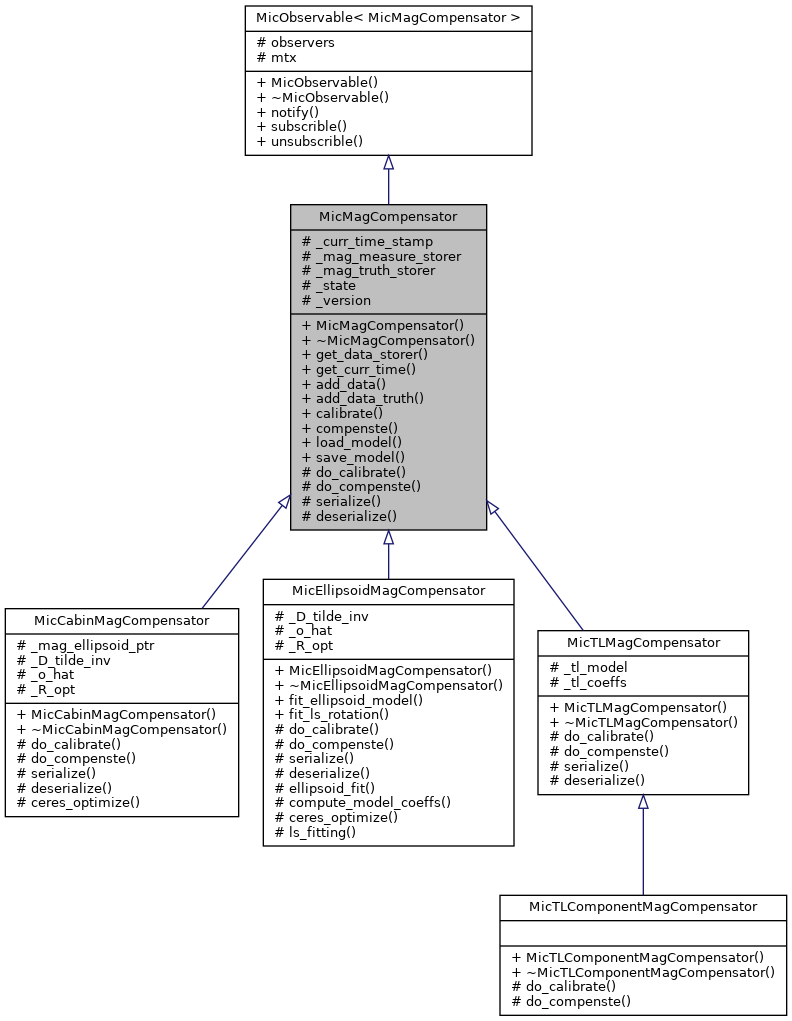 MicObservable< MicMagCompensator >
# observers
# mtx
+ MicObservable()
+ ~MicObservable()
+ notify()
+ subscrible()
+ unsubscrible()
MicMagCompensator
# _curr_time_stamp
# _mag_measure_storer
# _mag_truth_storer
# _state
# _version
+ MicMagCompensator()
+ ~MicMagCompensator()
+ get_data_storer()
+ get_curr_time()
+ add_data()
+ add_data_truth()
+ calibrate()
+ compenste()
+ load_model()
+ save_model()
# do_calibrate()
# do_compenste()
# serialize()
# deserialize()
MicCabinMagCompensator
# _mag_ellipsoid_ptr
# _D_tilde_inv
# _o_hat
# _R_opt
+ MicCabinMagCompensator()
+ ~MicCabinMagCompensator()
# do_calibrate()
# do_compenste()
# serialize()
# deserialize()
# ceres_optimize()
MicEllipsoidMagCompensator
# _D_tilde_inv
# _o_hat
# _R_opt
+ MicEllipsoidMagCompensator()
+ ~MicEllipsoidMagCompensator()
+ fit_ellipsoid_model()
+ fit_ls_rotation()
# do_calibrate()
# do_compenste()
# serialize()
# deserialize()
# ellipsoid_fit()
# compute_model_coeffs()
# ceres_optimize()
# ls_fitting()
MicTLMagCompensator
# _tl_model
# _tl_coeffs
+ MicTLMagCompensator()
+ ~MicTLMagCompensator()
# do_calibrate()
# do_compenste()
# serialize()
# deserialize()
MicTLComponentMagCompensator
+ MicTLComponentMagCompensator()
+ ~MicTLComponentMagCompensator()
# do_calibrate()
# do_compenste()